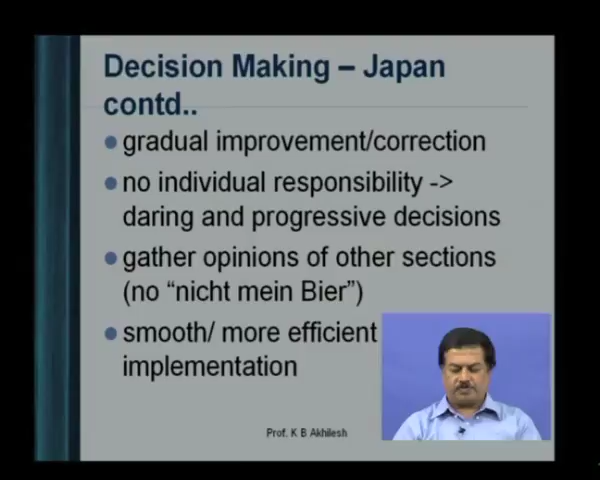 Decision Making – Japan
contd..
gradual improvement/correction
no individual responsibility ->
daring and progressive decisions
gather opinions of other sections
(no “nicht mein Bier”)
smooth/ more efficient
implementation
Prof. K B Akhilesh